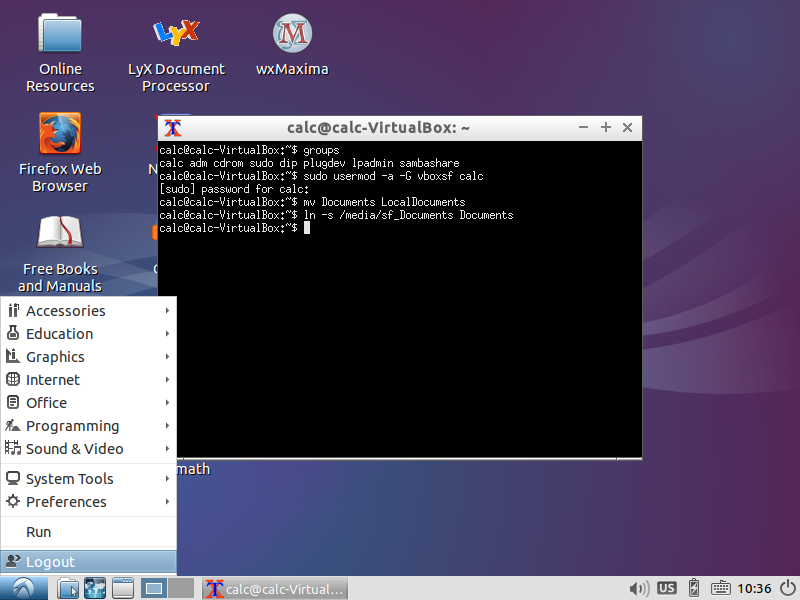 Online
Resources
LyX
LyX Document
Processor
M
wxMaxima
Firefox Web
Browser
N
Free Books
and Manuals
calc@calc-VirtualBox: ~
calc@calc-VirtualBox:~$ groups
calc adm cdrom sudo dip plugdev lpadmin sambashare
calc@calc-VirtualBox:~$ sudo usermod -a -G vboxsf calc
[sudo] password for calc:
calc@calc-VirtualBox:~$ mv Documents LocalDocuments
calc@calc-VirtualBox:~$ ln -s /media/sf_Documents Documents
calc@calc-VirtualBox:~$
math
Accessories
Education
Graphics
Internet
Office
Programming
Sound & Video
System Tools
Preferences
Run
Logout
calc@calc-Virtual...
US
10:36